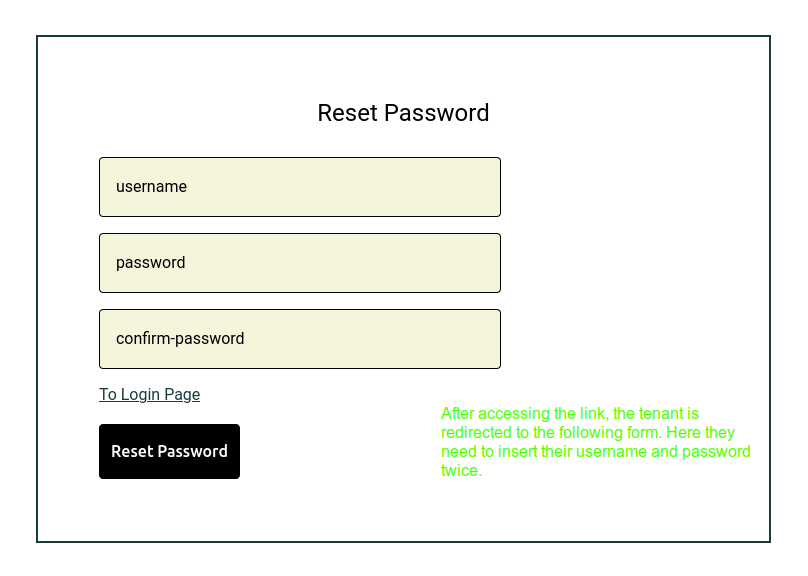 Reset Password
username
password
confirm-password
To Login Page
Reset Password
After accessing the link, the tenant is
redirected to the following form. Here they
need to insert their username and password
twice.